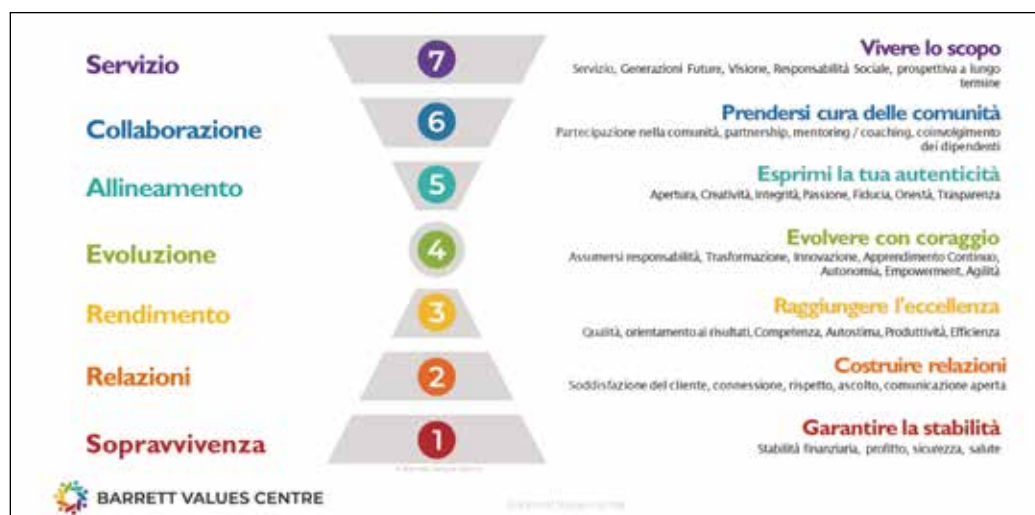 Servizio
7
Vivere lo scopo
Servizio, Generazioni Future, Visione, Responsabilità Sociale, prospettiva a lungo
termine
Collaborazione
6
Prendersi cura delle comunità
Partecipazione nella comunità, partnership, mentoring / coaching, coinvolgimento
dei dipendenti
Allineamento
5
Esprimi la tua autenticità
Apertura, Creatività, Integrità, Passione, Fiducia, Onestà, Trasparenza
Evoluzione
4
Evolvere con coraggio
Assumersi responsabilità, Trasformazione, Innovazione, Apprendimento Continuo,
Autonomia, Empowerment, Agilità
Rendimento
3
Raggiungere l'eccellenza
Qualità, orientamento ai risultati, Competenza, Autostima, Produttività, Efficienza
Relazioni
2
Costruire relazioni
Soddisfazione del cliente, connessione, rispetto, ascolto, comunicazione aperta
Sopravvivenza
1
Garantire la stabilità
Stabilità finanziaria, profitto, sicurezza, salute
BARRETT VALUES CENTRE